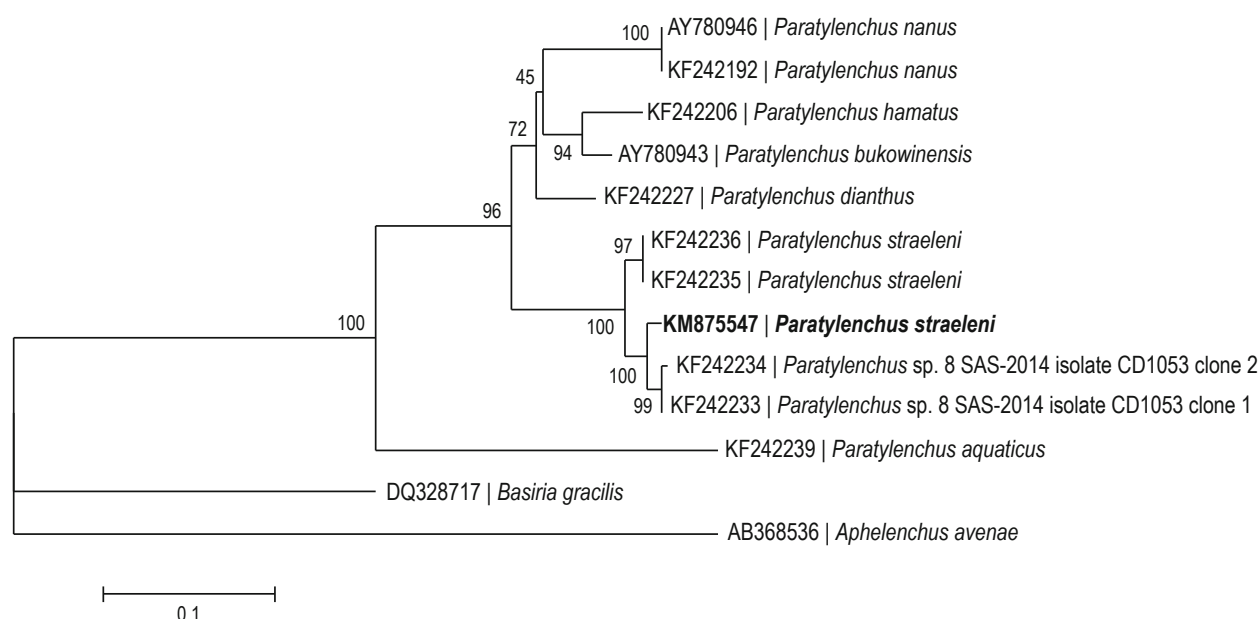 100
AY780946 | Paratylenchus nanus
KF242192 | Paratylenchus nanus
45
KF242206 | Paratylenchus hamatus
72
94
AY780943 | Paratylenchus bukowinensis
KF242227 | Paratylenchus dianthus
96
97
KF242236 | Paratylenchus straeleni
KF242235 | Paratylenchus straeleni
100
100
KM875547 | Paratylenchus straeleni
100
KF242234 | Paratylenchus sp. 8 SAS-2014 isolate CD1053 clone 2
99
KF242233 | Paratylenchus sp. 8 SAS-2014 isolate CD1053 clone 1
KF242239 | Paratylenchus aquaticus
DQ328717 | Basiria gracilis
AB368536 | Aphelenchus avenae
0.1